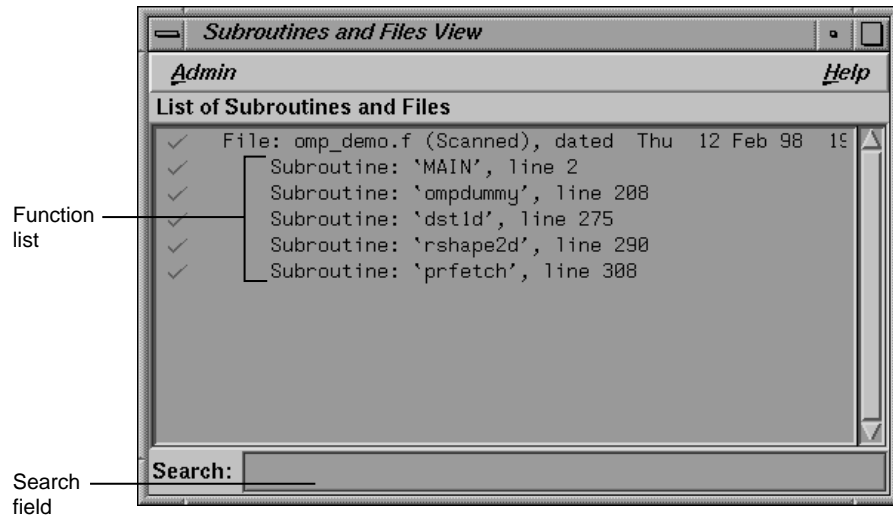 Subroutines and Files View
Admin Help
List of Subroutines and Files
File: omp_demo.f (Scanned), dated Thu 12 Feb 98 19
Subroutine: `MAIN', line 2
Subroutine: `ompdummy', line 208
Subroutine: `dst1d', line 275
Subroutine: `rshape2d', line 290
Subroutine: `prfetch', line 308
Function
list
Search:
Search
field